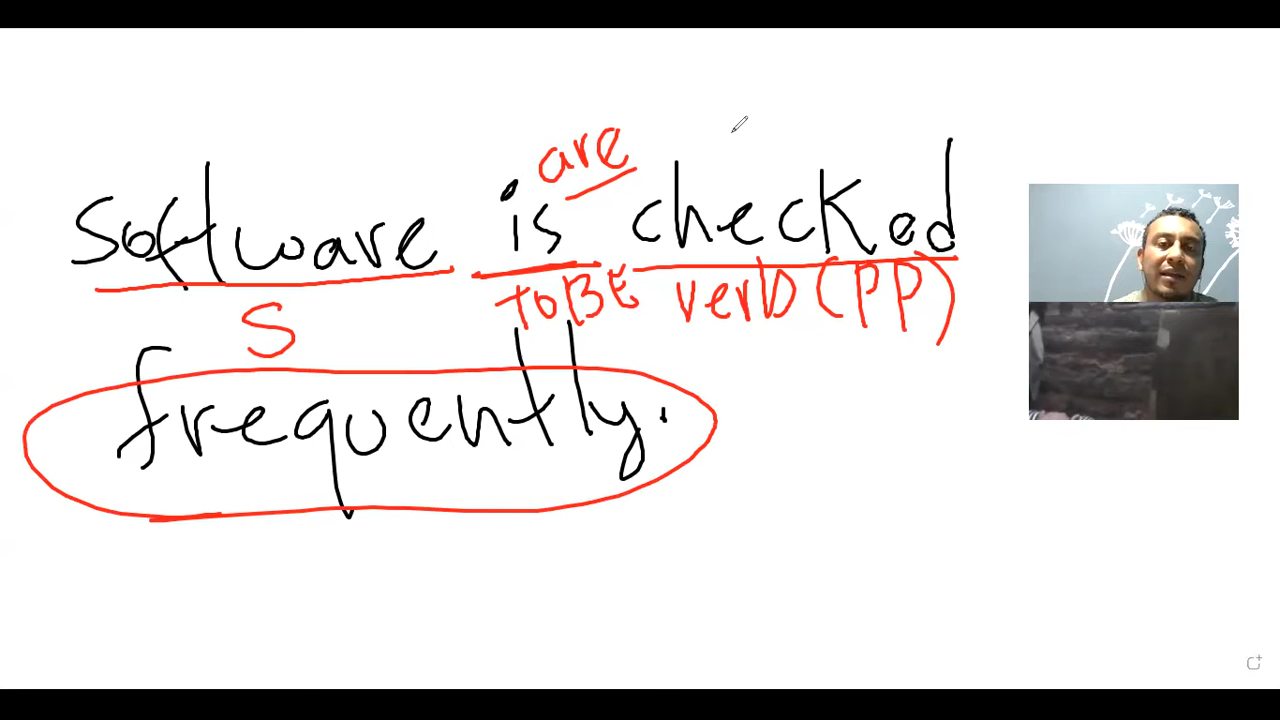 are
Software is checked
S TOBE verb (PP)
frequently.